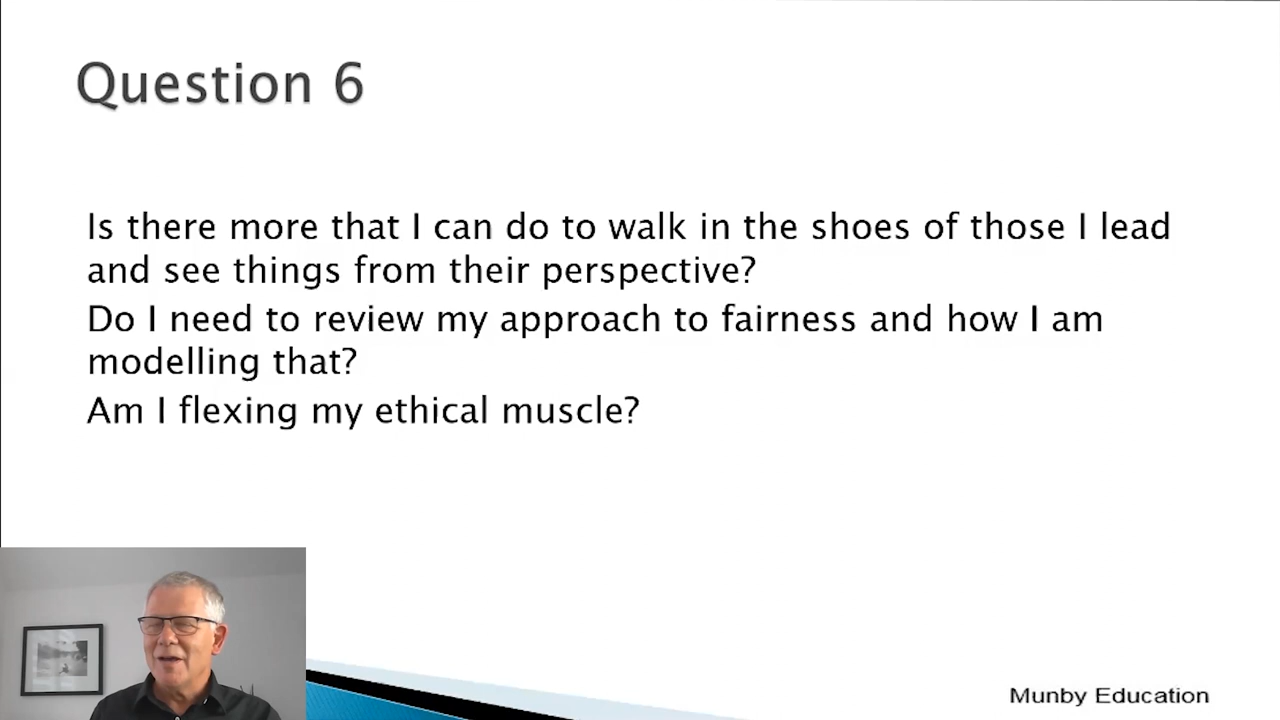 Question 6
Is there more that I can do to walk in the shoes of those I lead
and see things from their perspective?
Do I need to review my approach to fairness and how I am
modelling that?
Am I flexing my ethical muscle?
Munby Education